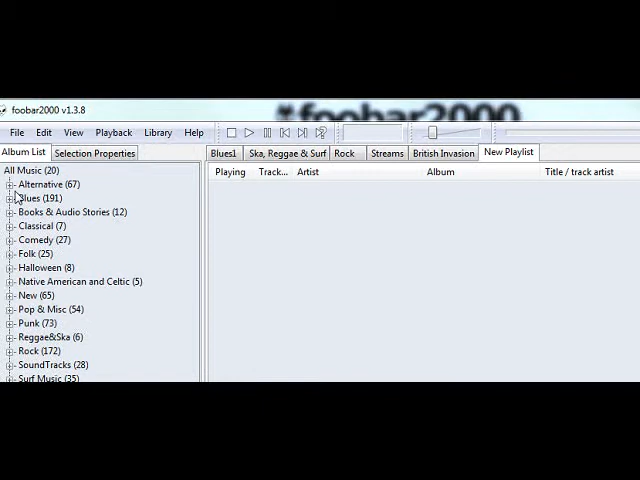 foobar2000
foobar2000 v1.3.8
File Edit View Playback Library Help
Album List Selection Properties Blues1 Ska, Reggae & Surf Rock Streams British Invasion New Playlist
Playing Track... Artist Album Title / track artist
All Music (20)
Alternative (67)
Blues (191)
Books & Audio Stories (12)
Classical (7)
Comedy (27)
Folk (25)
Halloween (8)
Native American and Celtic (5)
New (65)
Pop & Misc (54)
Punk (73)
Reggae&Ska (6)
Rock (172)
SoundTracks (28)
Surf Music (35)